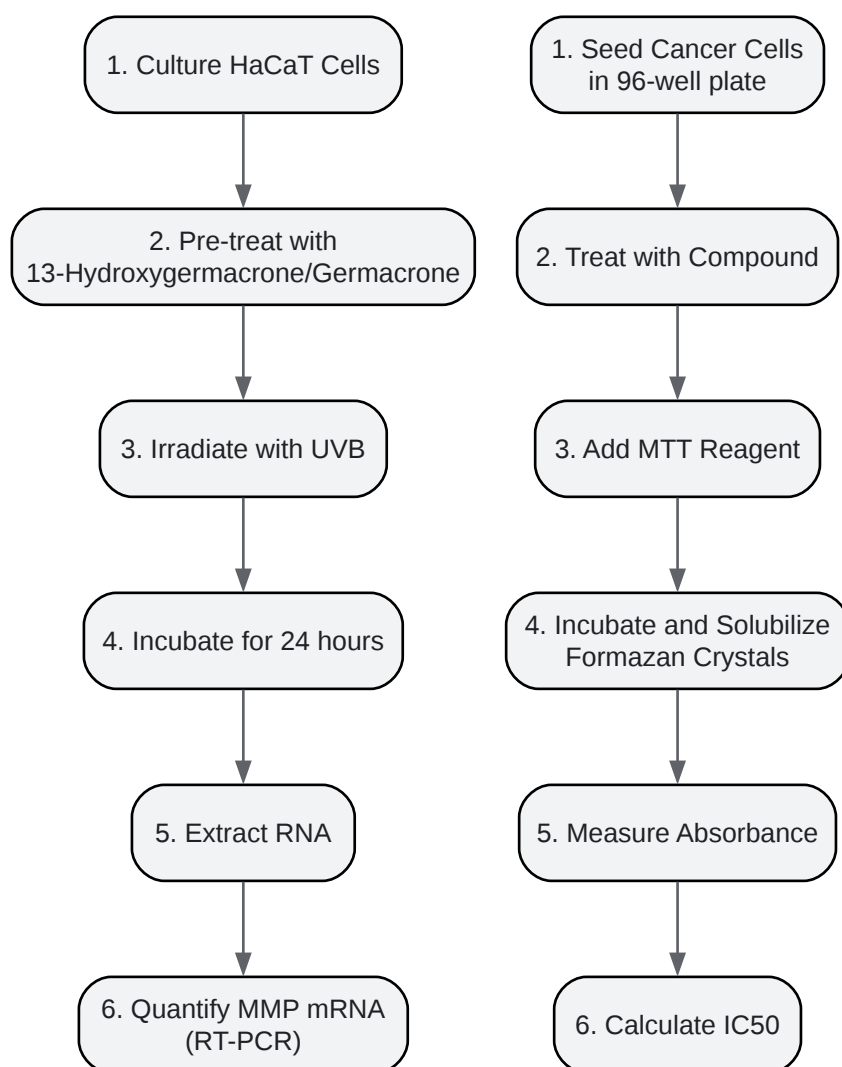 1. Culture HaCaT Cells
2. Pre-treat with
13-Hydroxygermacrone/Germacrone
3. Irradiate with UVB
4. Incubate for 24 hours
5. Extract RNA
6. Quantify MMP mRNA
(RT-PCR)
1. Seed Cancer Cells
in 96-well plate
2. Treat with Compound
3. Add MTT Reagent
4. Incubate and Solubilize
Formazan Crystals
5. Measure Absorbance
6. Calculate IC50